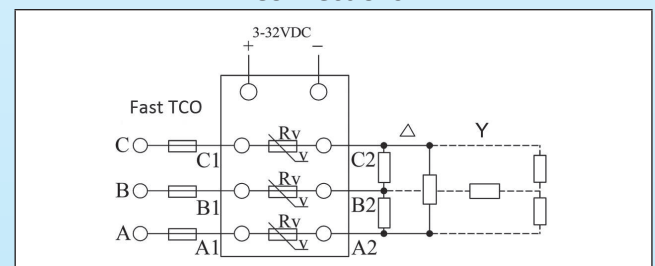 3-32VDC
+ −
Fast TCO
△ Y
C C1 Rv V C2
B B1 Rv V B2
A A1 Rv V A2